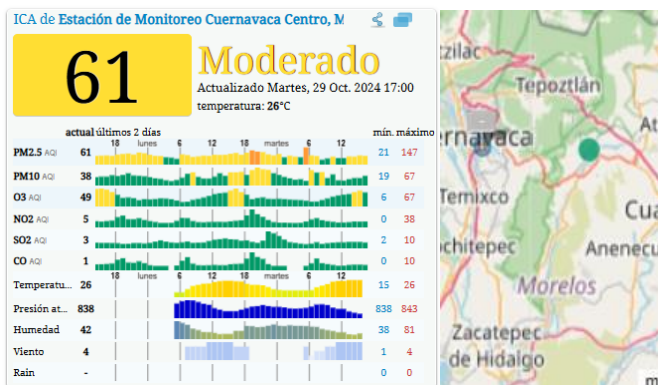 ICA de Estación de Monitoreo Cuernavaca Centro, M
61
Moderado
Actualizado Martes, 29 Oct. 2024 17:00
temperatura: 26°C
actual últimos 2 días mín. máximo
18 lunes 6 12 18 martes 6 12
PM2.5 AQI 61 21 147
PM10 AQI 38 19 67
O3 AQI 49 6 67
NO2 AQI 5 0 38
SO2 AQI 3 2 10
CO AQI 1 0 10
18 lunes 6 12 18 martes 6 12
Temperatu... 26 15 26
Presión at... 838 838 843
Humedad 42 38 81
Viento 4 1 4
Rain - 0 0
tzilac
Tepoztlán
At
ernavaca
Temixco
Cua
ochitepec
Anenecu
Morelos
Zacatepec
de Hidalgo
m